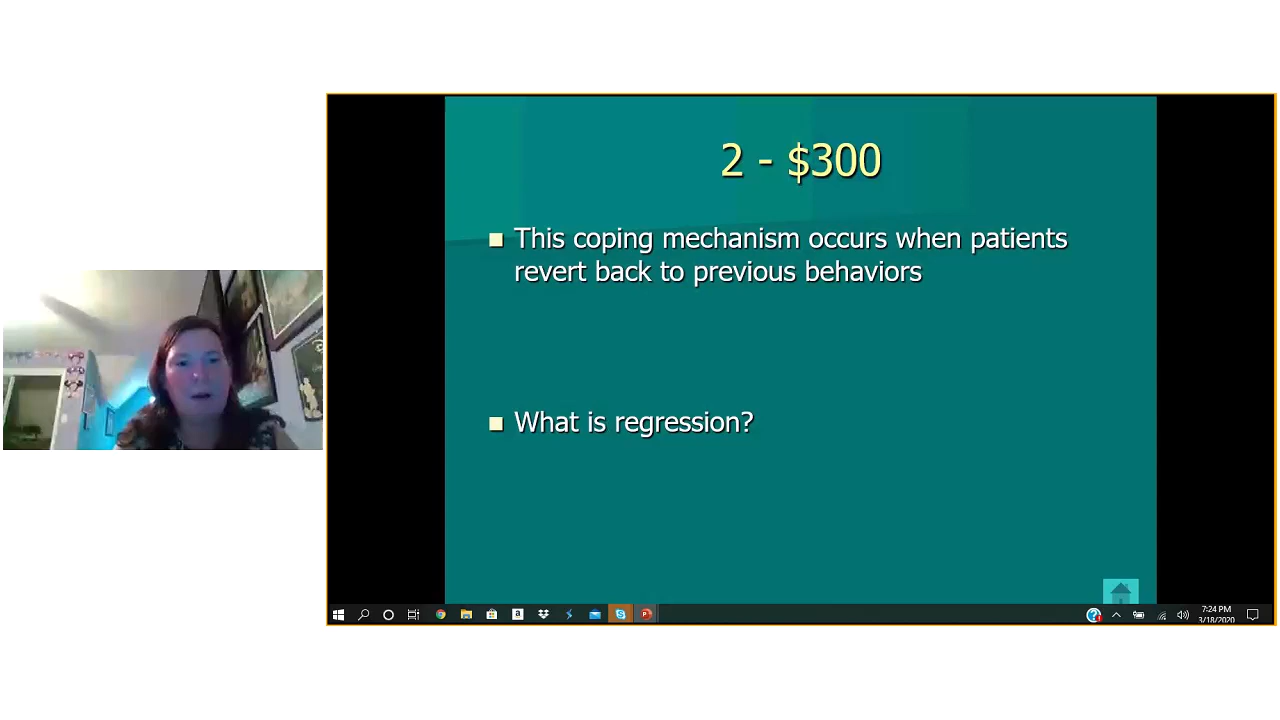 2 - $300
This coping mechanism occurs when patients
revert back to previous behaviors
What is regression?
7:24 PM
3/18/2020